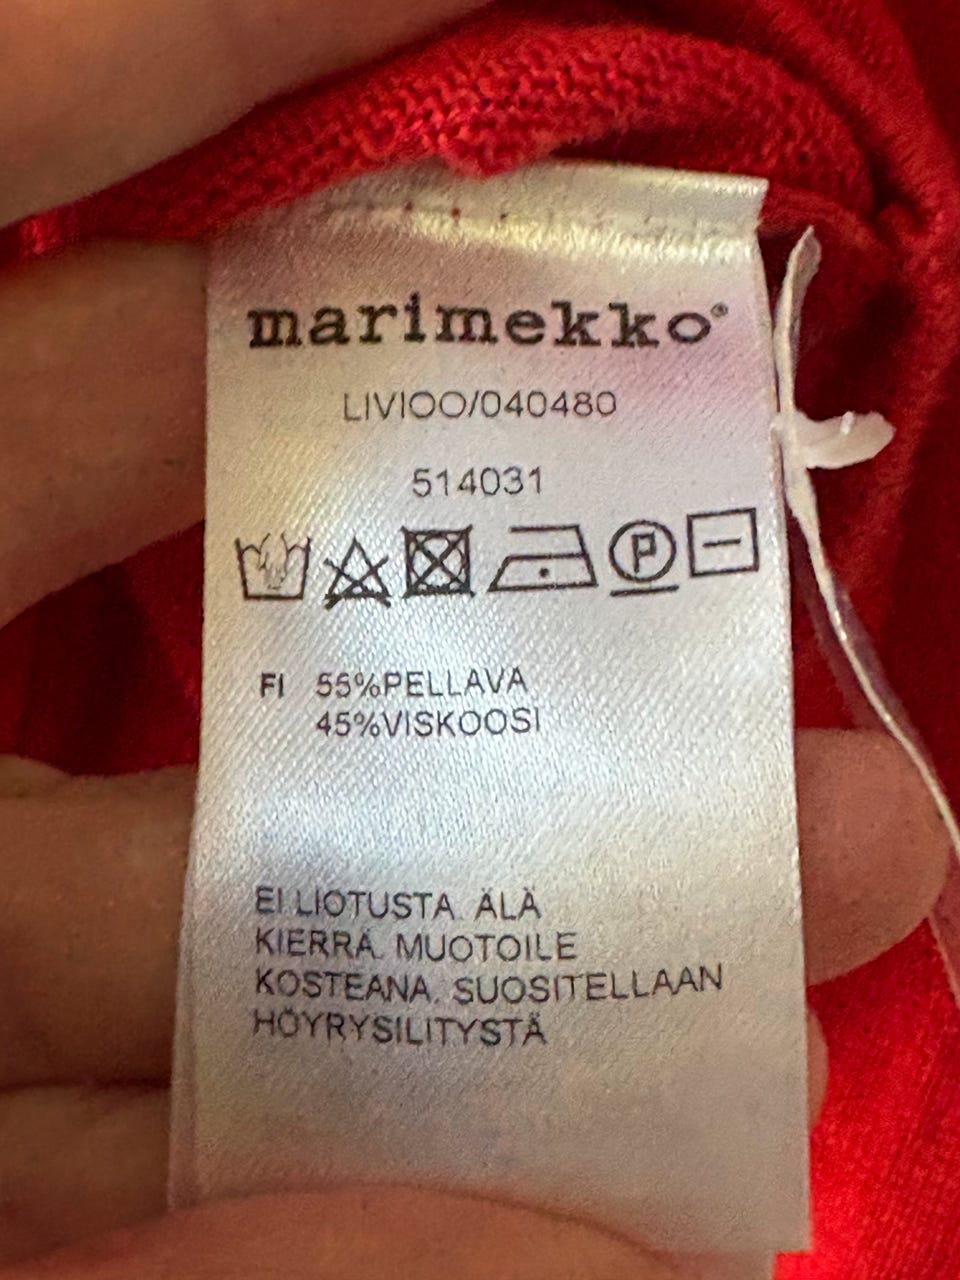 marimekko®
LIVIOO/040480
514031
P
FI 55%PELLAVA
45%VISKOOSI
EI LIOTUSTA. ÄLÄ
KIERRÄ. MUOTOILE
KOSTEANA. SUOSITELLAAN
HÖYRYSILITYSTÄ